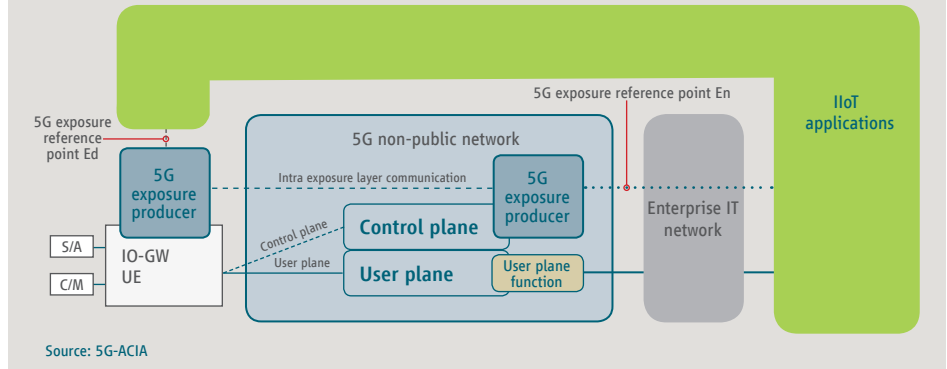 5G exposure reference point En
IIoT
applications
5G exposure
reference
point Ed
5G non-public network
5G
exposure
producer
Intra exposure layer communication
5G
exposure
producer
Enterprise IT
network
Control plane
Control plane
S/A
IO-GW
UE
User plane
User plane
User plane
function
C/M
Source: 5G-ACIA